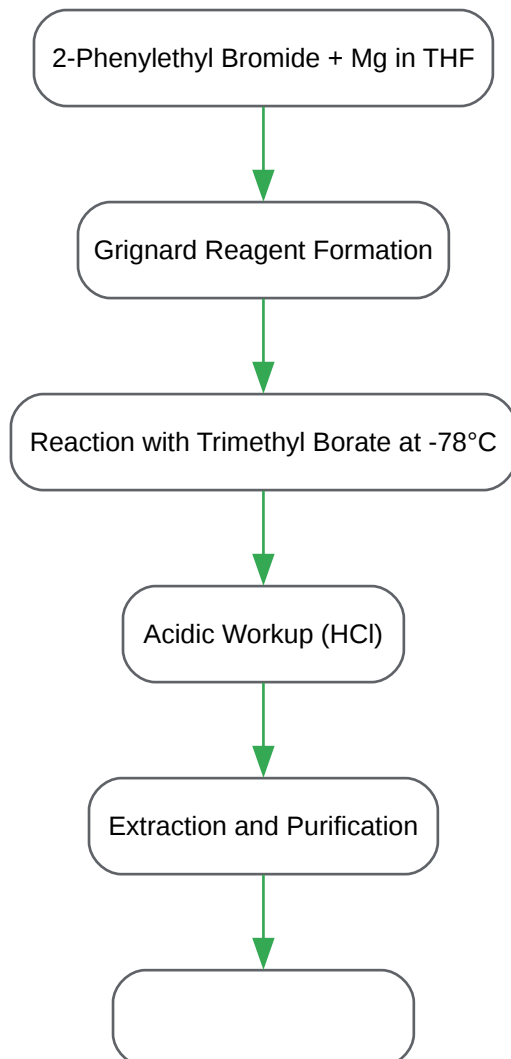 2-Phenylethyl Bromide + Mg in THF
Grignard Reagent Formation
Reaction with Trimethyl Borate at -78°C
Acidic Workup (HCl)
Extraction and Purification